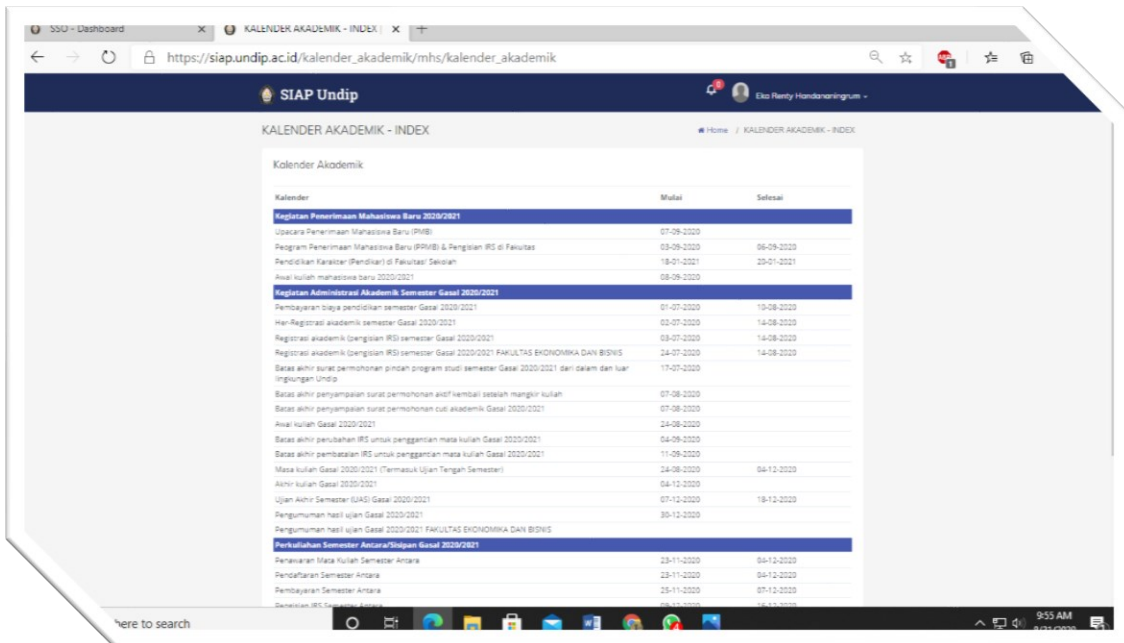 SSO - Dashboard
KALENDER AKADEMIK - INDEX
https://siap.undip.ac.id/kalender_akademik/mhs/kalender_akademik
1
SIAP Undip
Eka Renty Handananingrum
KALENDER AKADEMIK - INDEX
Home / KALENDER AKADEMIK - INDEX
Kalender Akademik
Kalender Mulai Selesai
Kegiatan Penerimaan Mahasiswa Baru 2020/2021
Upacara Penerimaan Mahasiswa Baru (PMB) 07-09-2020
Peogram Penerimaan Mahasiswa Baru (PPMB) & Pengisian IRS di Fakultas 03-09-2020 06-09-2020
Pendidikan Karakter (Pendikar) di Fakultas/ Sekolah 18-01-2021 20-01-2021
Awal kuliah mahasiswa baru 2020/2021 08-09-2020
Kegiatan Administrasi Akademik Semester Gasal 2020/2021
Pembayaran biaya pendidikan semester Gasal 2020/2021 01-07-2020 10-08-2020
Her-Registrasi akademik semester Gasal 2020/2021 02-07-2020 14-08-2020
Registrasi akademik (pengisian IRS) semester Gasal 2020/2021 03-07-2020 14-08-2020
Registrasi akademik (pengisian IRS) semester Gasal 2020/2021 FAKULTAS EKONOMIKA DAN BISNIS 24-07-2020 14-08-2020
Batas akhir surat permohonan pindah program studi semester Gasal 2020/2021 dari dalam dan luar 17-07-2020
lingkungan Undip
Batas akhir penyampaian surat permohonan aktif kembali setelah mangkir kuliah 07-08-2020
Batas akhir penyampaian surat permohonan cuti akademik Gasal 2020/2021 07-08-2020
Awal kuliah Gasal 2020/2021 24-08-2020
Batas akhir perubahan IRS untuk penggantian mata kuliah Gasal 2020/2021 04-09-2020
Batas akhir pembatalan IRS untuk penggantian mata kuliah Gasal 2020/2021 11-09-2020
Masa kuliah Gasal 2020/2021 (Termasuk Ujian Tengah Semester) 24-08-2020 04-12-2020
Akhir kuliah Gasal 2020/2021 04-12-2020
Ujian Akhir Semester (UAS) Gasal 2020/2021 07-12-2020 18-12-2020
Pengumuman hasil ujian Gasal 2020/2021 30-12-2020
Pengumuman hasil ujian Gasal 2020/2021 FAKULTAS EKONOMIKA DAN BISNIS
Perkuliahan Semester Antara/Sisipan Gasal 2020/2021
Penawaran Mata Kuliah Semester Antara 23-11-2020 04-12-2020
Pendaftaran Semester Antara 23-11-2020 04-12-2020
Pembayaran Semester Antara 25-11-2020 07-12-2020
Pengisian IRS Semester Antara 09-12-2020 16-12-2020
here to search
9:55 AM
8/21/2020